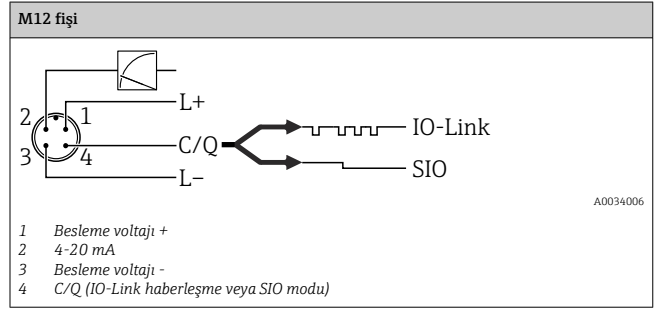 M12 fişi
2 1 L+
C/Q IO-Link
3 4 SIO
L–
A0034006
1 Besleme voltajı +
2 4-20 mA
3 Besleme voltajı -
4 C/Q (IO-Link haberleşme veya SIO modu)